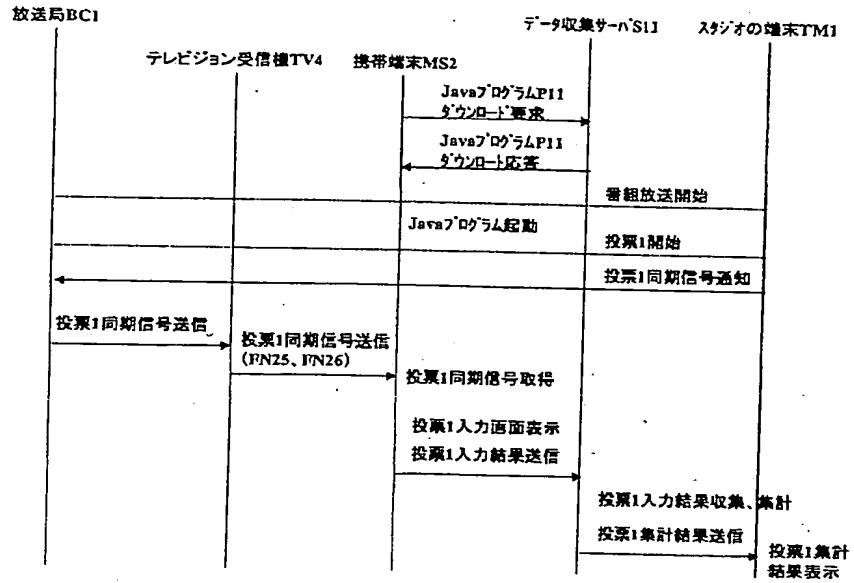 放送局BC1
データ収集サーバS11
スタジオの端末TM1
テレビジョン受信機TV4
携帯端末MS2
JavaプログラムP11
ダウンロード要求
JavaプログラムP11
ダウンロード応答
番組放送開始
Javaプログラム起動
投票1開始
投票1同期信号通知
投票1同期信号送信
投票1同期信号送信
(FN25、FN26)
投票1同期信号取得
投票1入力画面表示
投票1入力結果送信
投票1入力結果収集、集計
投票1集計結果送信
投票1集計
結果表示